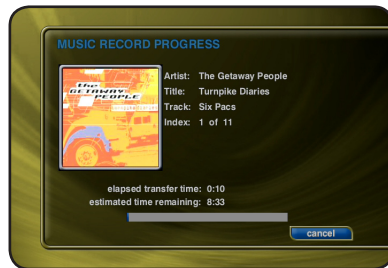 MUSIC RECORD PROGRESS
the
GETAWAY
PEOPLE
Artist: The Getaway People
Title: Turnpike Diaries
Track: Six Pacs
Index: 1 of 11
elapsed transfer time: 0:10
estimated time remaining: 8:33
cancel